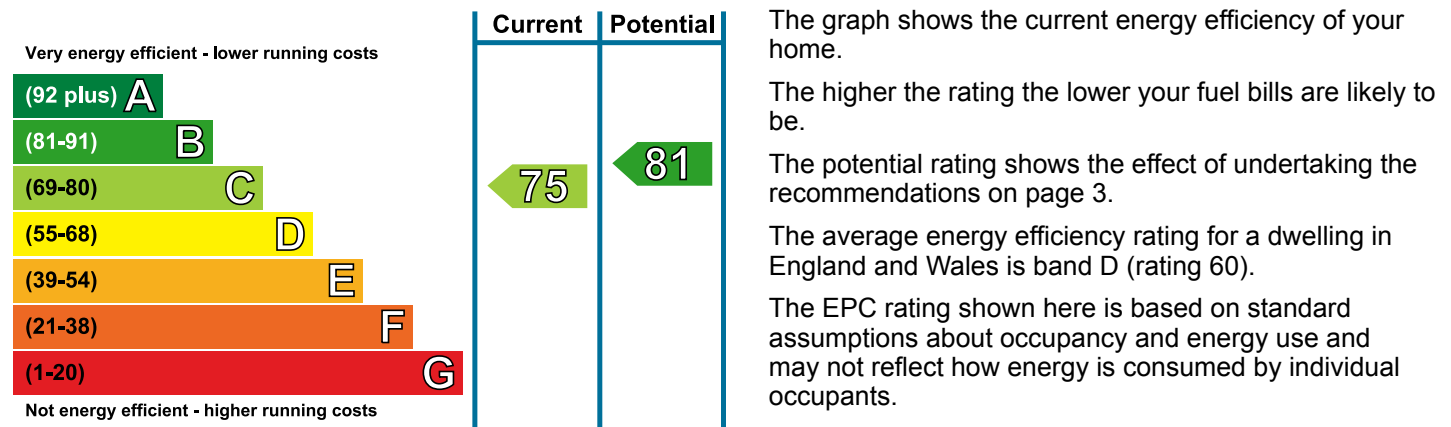 Current Potential
Very energy efficient - lower running costs
(92 plus) A
(81-91) B
(69-80) C
(55-68) D
(39-54) E
(21-38) F
(1-20) G
Not energy efficient - higher running costs
75
81
The graph shows the current energy efficiency of your
home.
The higher the rating the lower your fuel bills are likely to
be.
The potential rating shows the effect of undertaking the
recommendations on page 3.
The average energy efficiency rating for a dwelling in
England and Wales is band D (rating 60).
The EPC rating shown here is based on standard
assumptions about occupancy and energy use and
may not reflect how energy is consumed by individual
occupants.